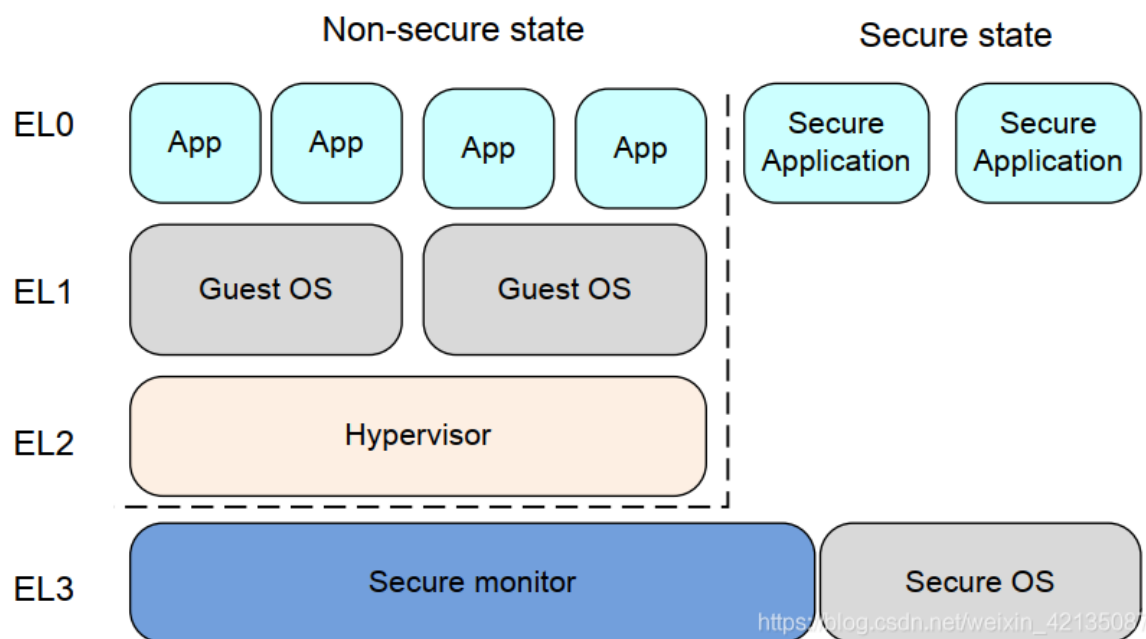 Non-secure state
Secure state
EL0
App
App
App
App
Secure
Application
Secure
Application
EL1
Guest OS
Guest OS
EL2
Hypervisor
EL3
Secure monitor
Secure OS
https://blog.csdn.net/weixin_4213508